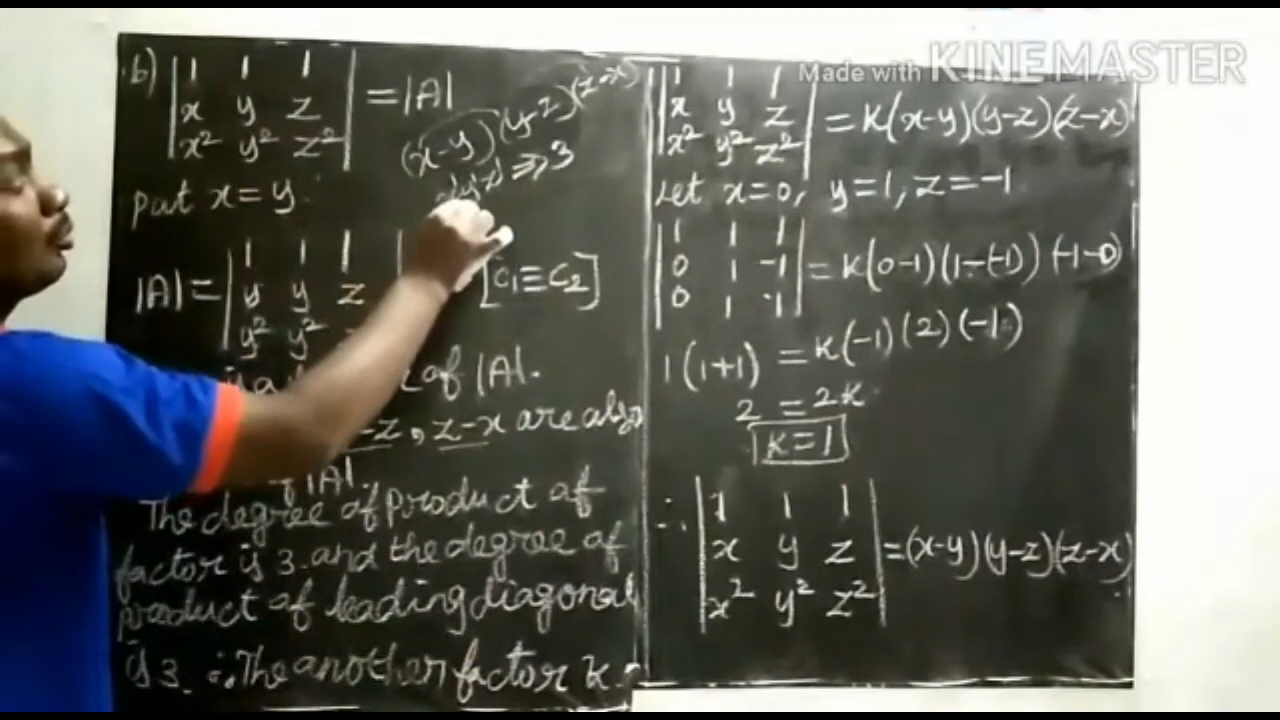 Made with KINEMASTER
b) | 1 1 1 |
| x y z | = |A|
| x² y² z² |
(x-y)(y-z)(z-x)
⇒ 3
put x = y
| 1 1 1 |
|A| = | y y z | [C₁≡C₂]
| y² y²
of |A|.
-z, z-x are also
of |A|.
The degree of product of
factor is 3 and the degree of
product of leading diagonal
is 3. ∴ The another factor K.
| 1 1 1 |
| x y z | = K(x-y)(y-z)(z-x)
| x² y² z² |
Let x=0, y=1, z=-1
| 1 1 1 |
| 0 1 -1 | = K(0-1)(1-(-1))(-1-0)
| 0 1 1 |
1(1+1) = K(-1)(2)(-1)
2 = 2K
K=1
∴ | 1 1 1 |
| x y z | = (x-y)(y-z)(z-x)
| x² y² z² |